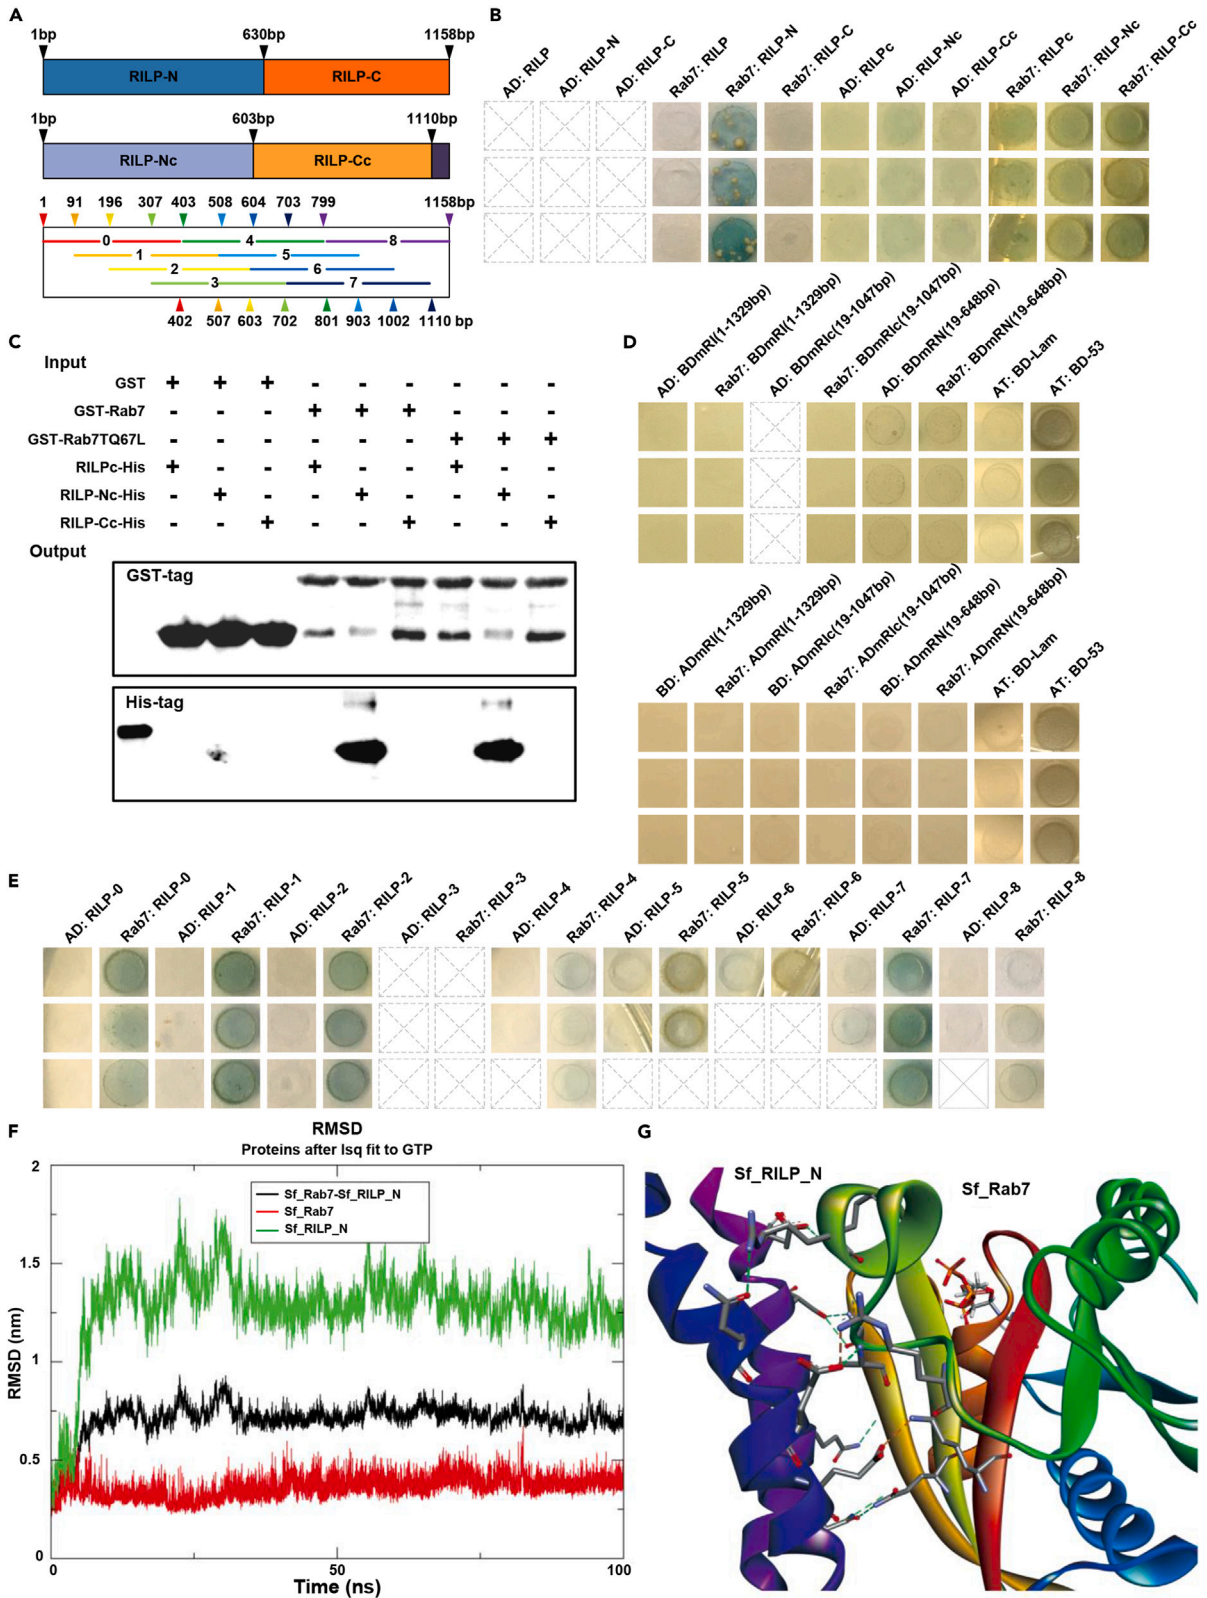 A
1bp 630bp 1158bp
RILP-N RILP-C
1bp 603bp 1110bp
RILP-Nc RILP-Cc
1 91 196 307 403 508 604 703 799 1158bp
0 4 8
1 5
2 6
3 7
402 507 603 702 801 903 1002 1110 bp
B
AD: RILP
AD: RILP-N
AD: RILP-C
Rab7: RILP
Rab7: RILP-N
Rab7: RILP-C
AD: RILPc
AD: RILP-Nc
AD: RILP-Cc
Rab7: RILPc
Rab7: RILP-Nc
Rab7: RILP-Cc
C
Input
GST + + + - - - - - -
GST-Rab7 - - - + + + - - -
GST-Rab7TQ67L - - - - - - + + +
RILPc-His + - - + - - + - -
RILP-Nc-His - + - - + - - + -
RILP-Cc-His - - + - - + - - +
Output
GST-tag
His-tag
D
AD: BDmRI(1-1329bp)
Rab7: BDmRI(1-1329bp)
AD: BDmRIc(19-1047bp)
Rab7: BDmRIc(19-1047bp)
AD: BDmRN(19-648bp)
Rab7: BDmRN(19-648bp)
AT: BD-Lam
AT: BD-53
BD: ADmRI(1-1329bp)
Rab7: ADmRI(1-1329bp)
BD: ADmRIc(19-1047bp)
Rab7: ADmRIc(19-1047bp)
BD: ADmRN(19-648bp)
Rab7: ADmRN(19-648bp)
AT: BD-Lam
AT: BD-53
E
AD: RILP-0
Rab7: RILP-0
AD: RILP-1
Rab7: RILP-1
AD: RILP-2
Rab7: RILP-2
AD: RILP-3
Rab7: RILP-3
AD: RILP-4
Rab7: RILP-4
AD: RILP-5
Rab7: RILP-5
AD: RILP-6
Rab7: RILP-6
AD: RILP-7
Rab7: RILP-7
AD: RILP-8
Rab7: RILP-8
F
RMSD
Proteins after lsq fit to GTP
Sf_Rab7-Sf_RILP_N
Sf_Rab7
Sf_RILP_N
RMSD (nm)
2
1.5
1
0.5
0
0 50 100
Time (ns)
G
Sf_RILP_N
Sf_Rab7